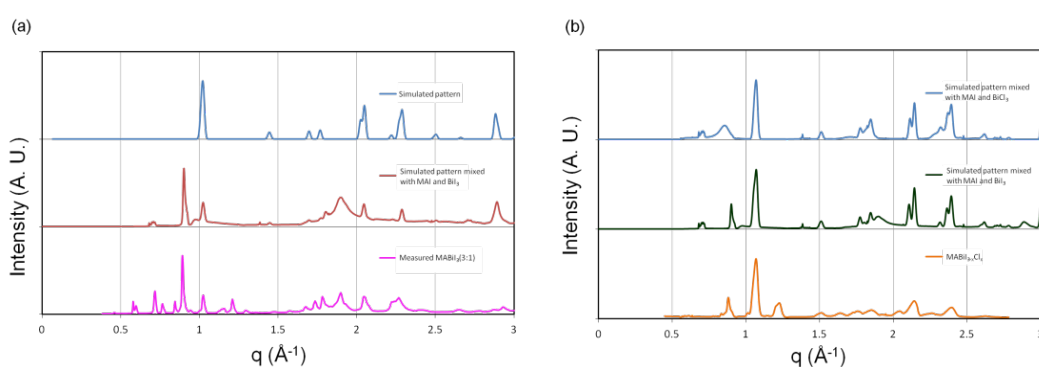 (a)
Intensity (A. U.)
Simulated pattern
Simulated pattern mixed
with MAI and BiI3
Measured MABiI3(3:1)
0
0.5
1
1.5
2
2.5
3
q (Å-1)
(b)
Intensity (A. U.)
Simulated pattern mixed
with MAI and BiCl3
Simulated pattern mixed
with MAI and BiI3
MABiI3-xClx
0
0.5
1
1.5
2
2.5
3
q (Å-1)